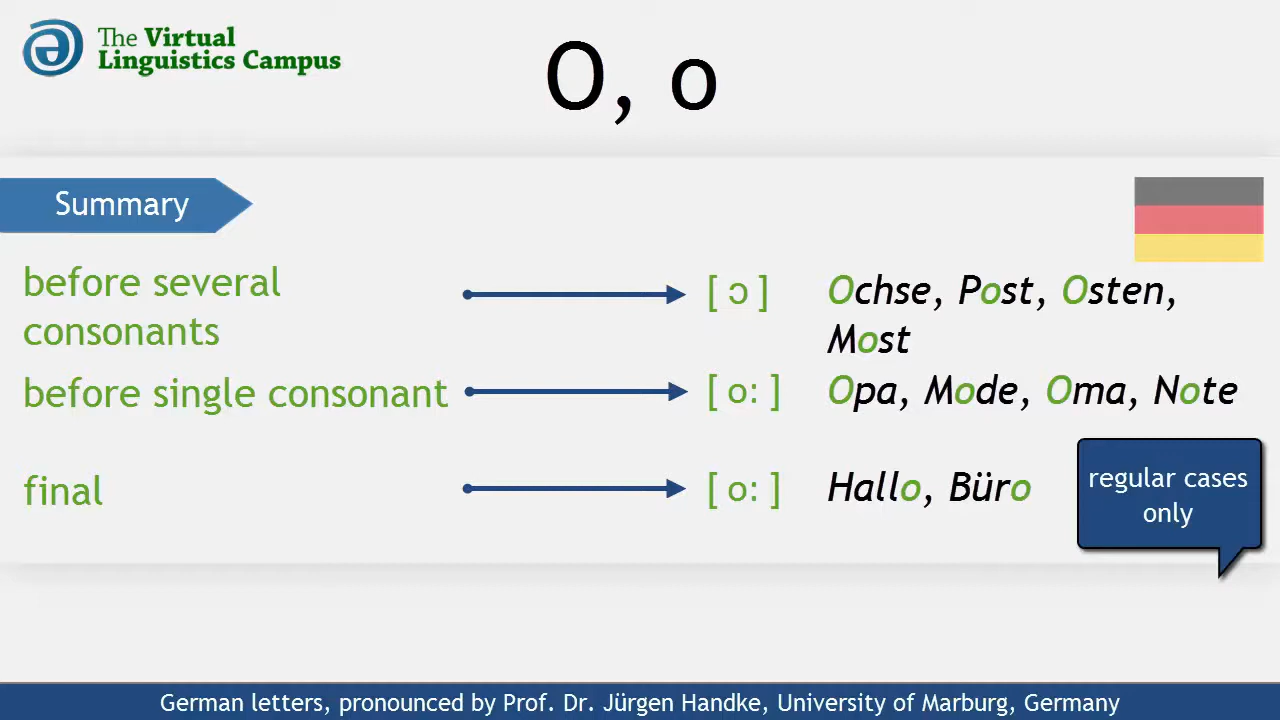 The Virtual
Linguistics Campus
O, o
Summary
before several
consonants
[ ɔ ]
Ochse, Post, Osten,
Most
before single consonant
[ o: ]
Opa, Mode, Oma, Note
final
[ o: ]
Hallo, Büro
regular cases
only
German letters, pronounced by Prof. Dr. Jürgen Handke, University of Marburg, Germany